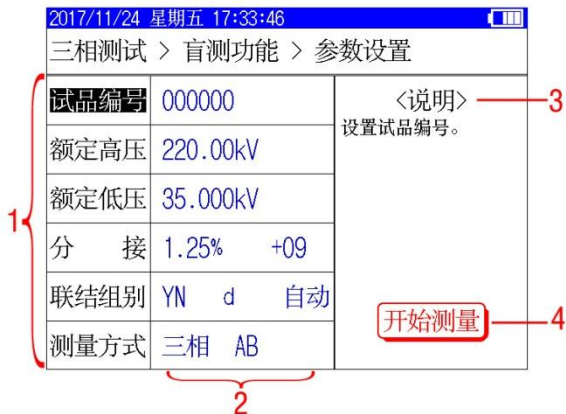 2017/11/24 星期五 17:33:46
三相测试 > 盲测功能 > 参数设置
试品编号 000000
额定高压 220.00kV
额定低压 35.000kV
分 接 1.25% +09
联结组别 YN d 自动
测量方式 三相 AB
<说明>
设置试品编号。
开始测量
1
2
3
4